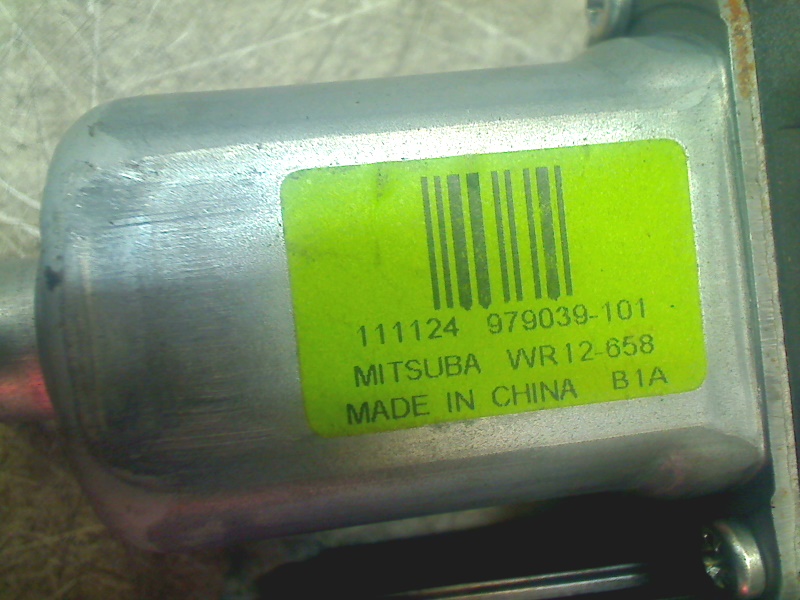 111124 979039-101
MITSUBA WR12-658
MADE IN CHINA B1A